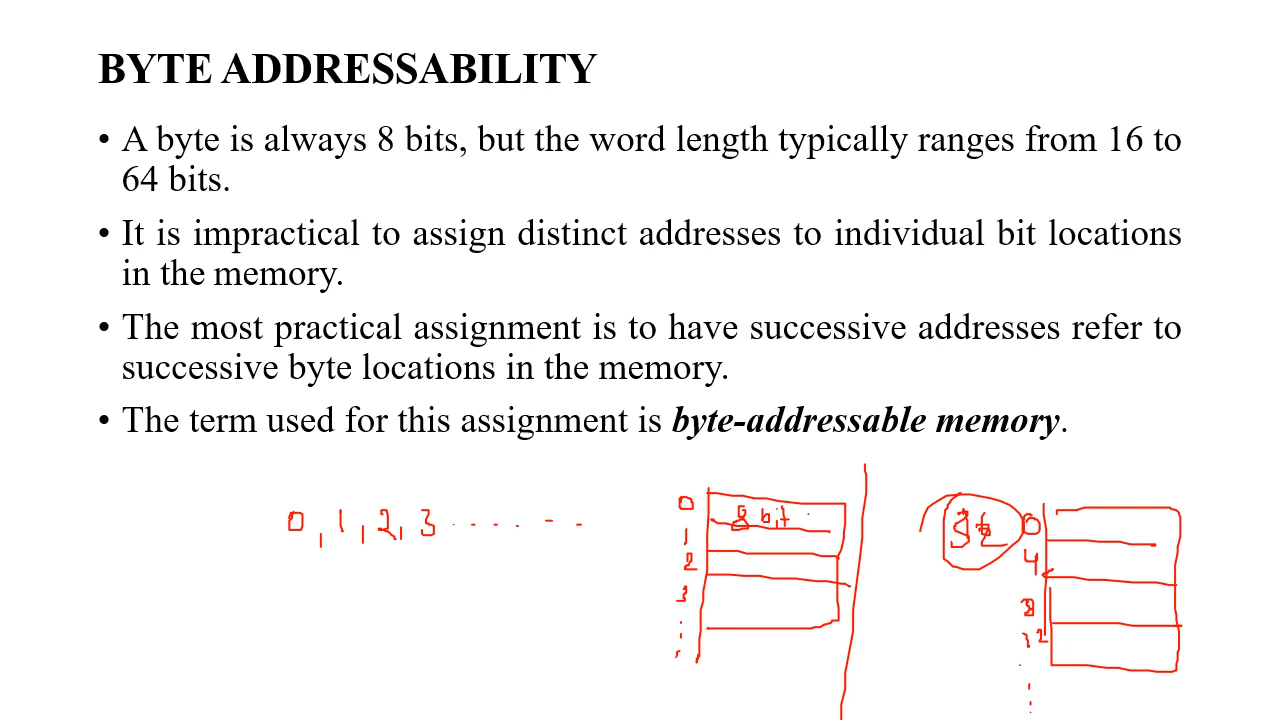 BYTE ADDRESSABILITY
• A byte is always 8 bits, but the word length typically ranges from 16 to
64 bits.
• It is impractical to assign distinct addresses to individual bit locations
in the memory.
• The most practical assignment is to have successive addresses refer to
successive byte locations in the memory.
• The term used for this assignment is byte-addressable memory.
0, 1, 2, 3 . . . . - .
0
8 bit
1
2
3
0
4
12